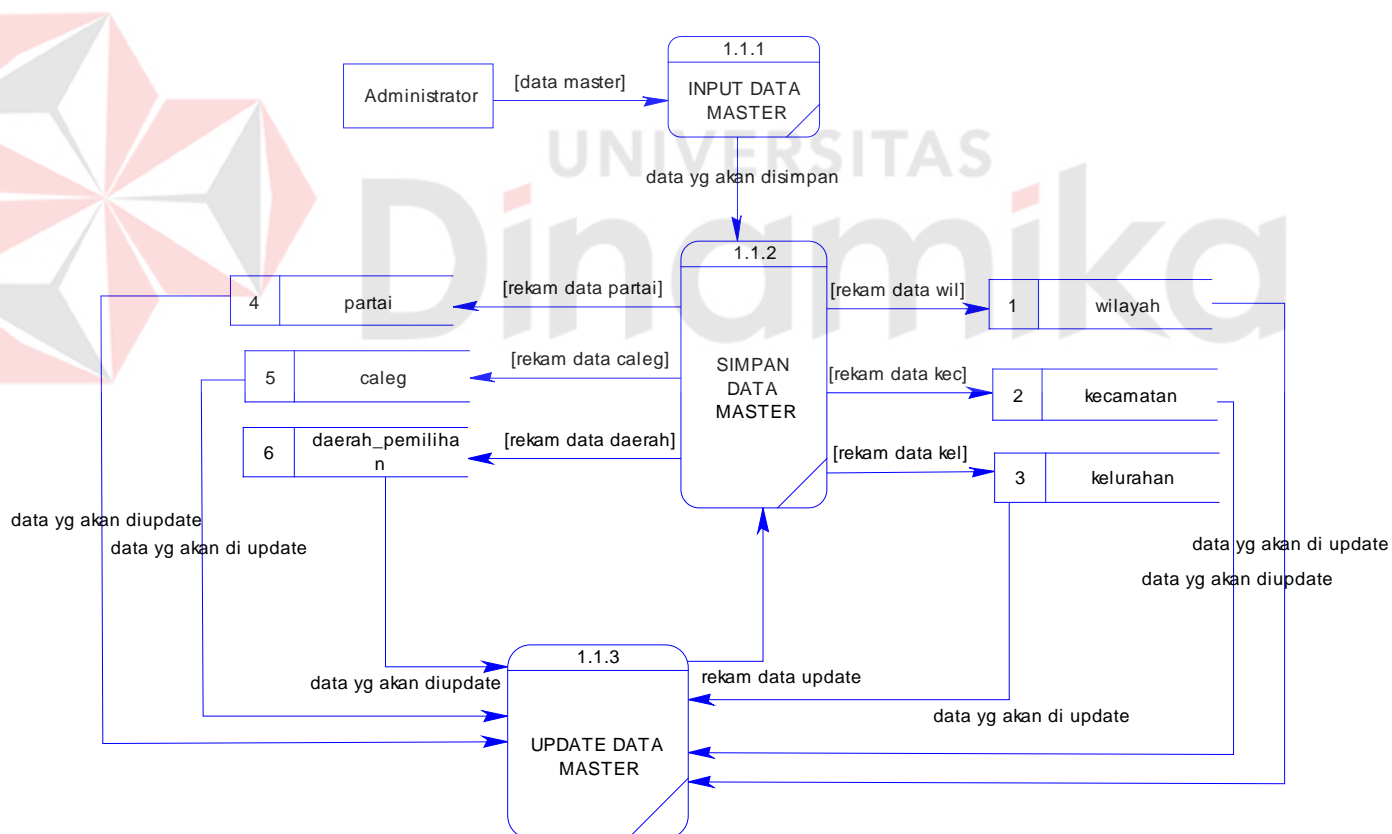 1.1.1
Administrator
[data master]
INPUT DATA
MASTER
UNIVERSITAS
Dinamika
data yg akan disimpan
1.1.2
4
partai
[rekam data partai]
[rekam data wil]
1
wilayah
5
caleg
[rekam data caleg]
SIMPAN
DATA
MASTER
[rekam data kec]
2
kecamatan
6
daerah_pemiliha
n
[rekam data daerah]
[rekam data kel]
3
kelurahan
data yg akan diupdate
data yg akan di update
data yg akan di update
data yg akan diupdate
1.1.3
data yg akan diupdate
rekam data update
data yg akan di update
UPDATE DATA
MASTER